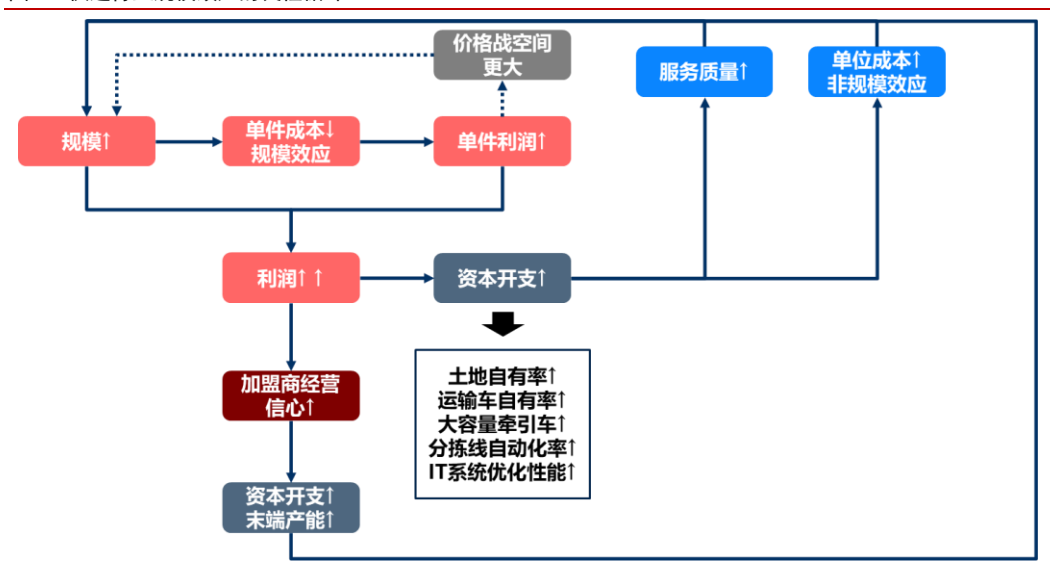 价格战空间
更大
服务质量↑
单位成本↑
非规模效应
规模↑
单件成本↓
规模效应
单件利润↑
利润↑ ↑
资本开支↑
加盟商经营
信心↑
土地自有率↑
运输车自有率↑
大容量牵引车↑
分拣线自动化率↑
IT系统优化性能↑
资本开支↑
末端产能↑